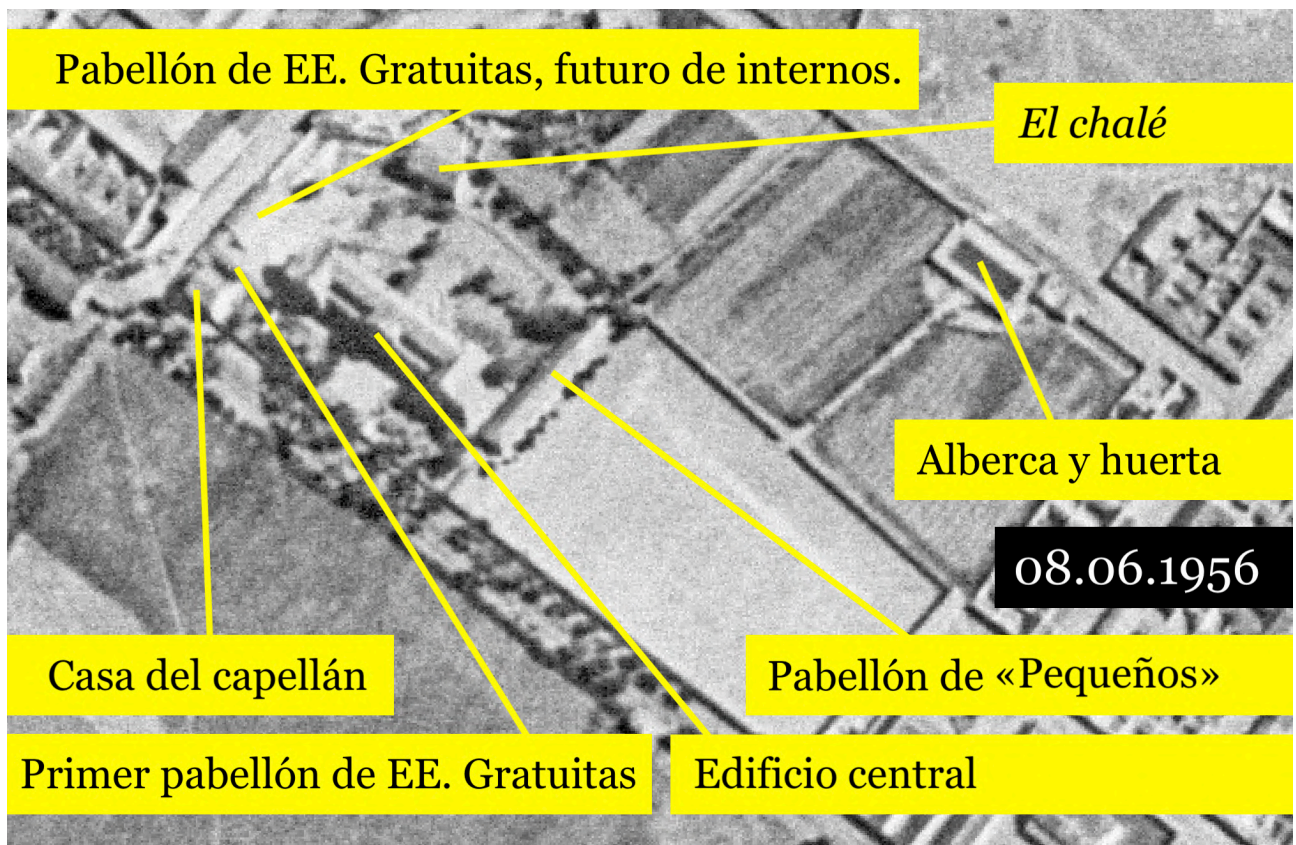 Pabellón de EE. Gratuitas, futuro de internos.
El chalé
Alberca y huerta
08.06.1956
Casa del capellán
Pabellón de «Pequeños»
Primer pabellón de EE. Gratuitas
Edificio central